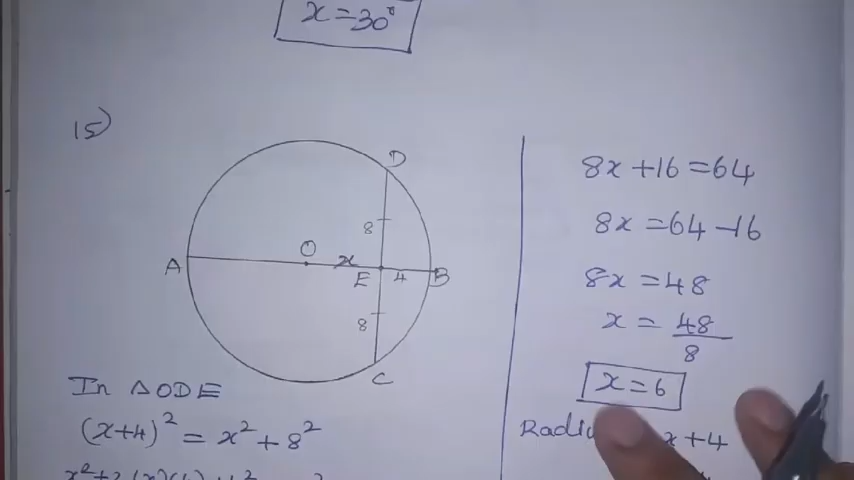 x=30°
15)
D
8
O
x
A
E
4
B
8
C
In △ODE
(x+4)² = x² + 8²
8x+16=64
8x=64-16
8x=48
x=48/8
x=6
x+4